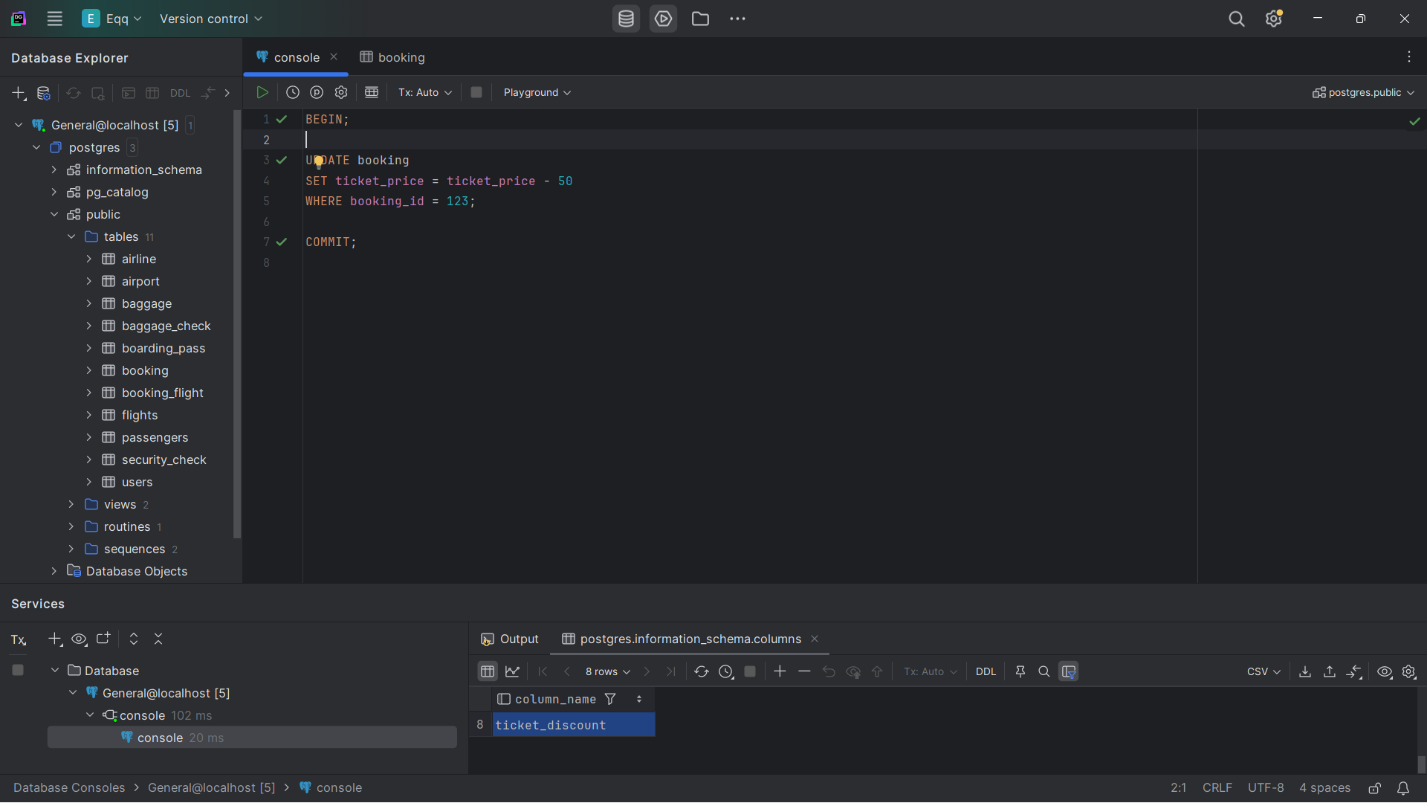 DG E Eqq Version control
Database Explorer
console booking
DDL Tx: Auto Playground postgres.public
General@localhost [5] 1
postgres 3
information_schema
pg_catalog
public
tables 11
airline
airport
baggage
baggage_check
boarding_pass
booking
booking_flight
flights
passengers
security_check
users
views 2
routines 1
sequences 2
Database Objects
1 BEGIN;
2
3 UPDATE booking
4 SET ticket_price = ticket_price - 50
5 WHERE booking_id = 123;
6
7 COMMIT;
8
Services
Tx
Database
General@localhost [5]
console 102 ms
console 20 ms
Output postgres.information_schema.columns
8 rows Tx: Auto DDL CSV
column_name
8 ticket_discount
Database Consoles General@localhost [5] console 2:1 CRLF UTF-8 4 spaces